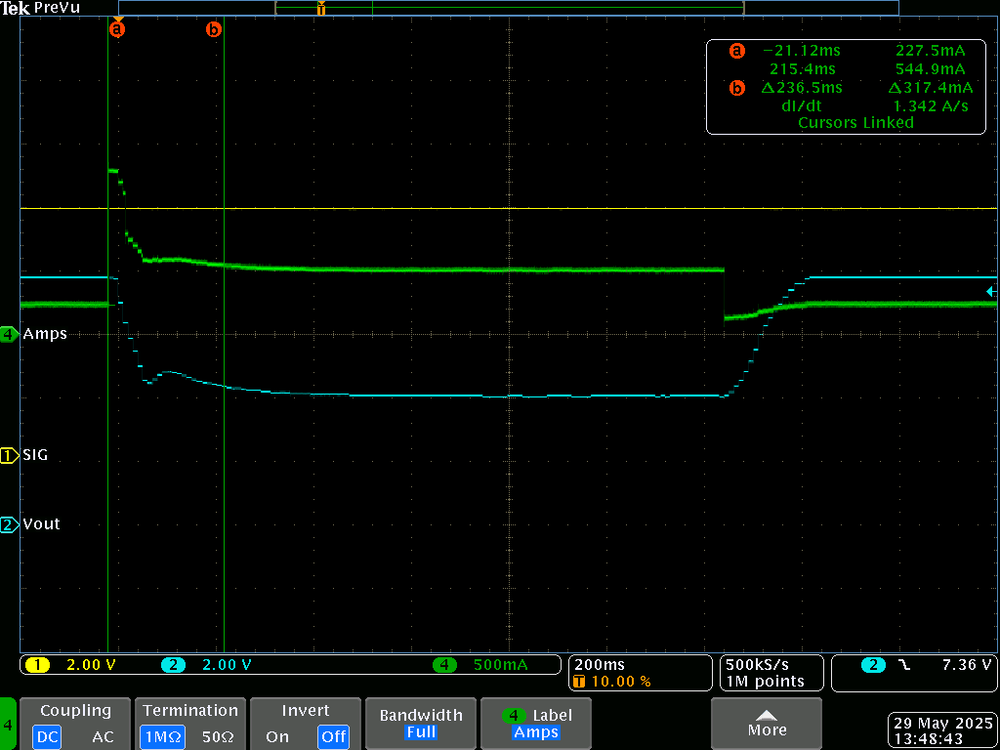 Tek PreVu
T
a b
a −21.12ms 227.5mA
215.4ms 544.9mA
b Δ236.5ms Δ317.4mA
dI/dt 1.342 A/s
Cursors Linked
4 Amps
1 SIG
2 Vout
1 2.00 V 2 2.00 V 4 500mA
200ms
T 10.00 %
500kS/s
1M points
2 7.36 V
4
Coupling
DC AC
Termination
1MΩ 50Ω
Invert
On Off
Bandwidth
Full
4 Label
Amps
More
29 May 2025
13:48:43